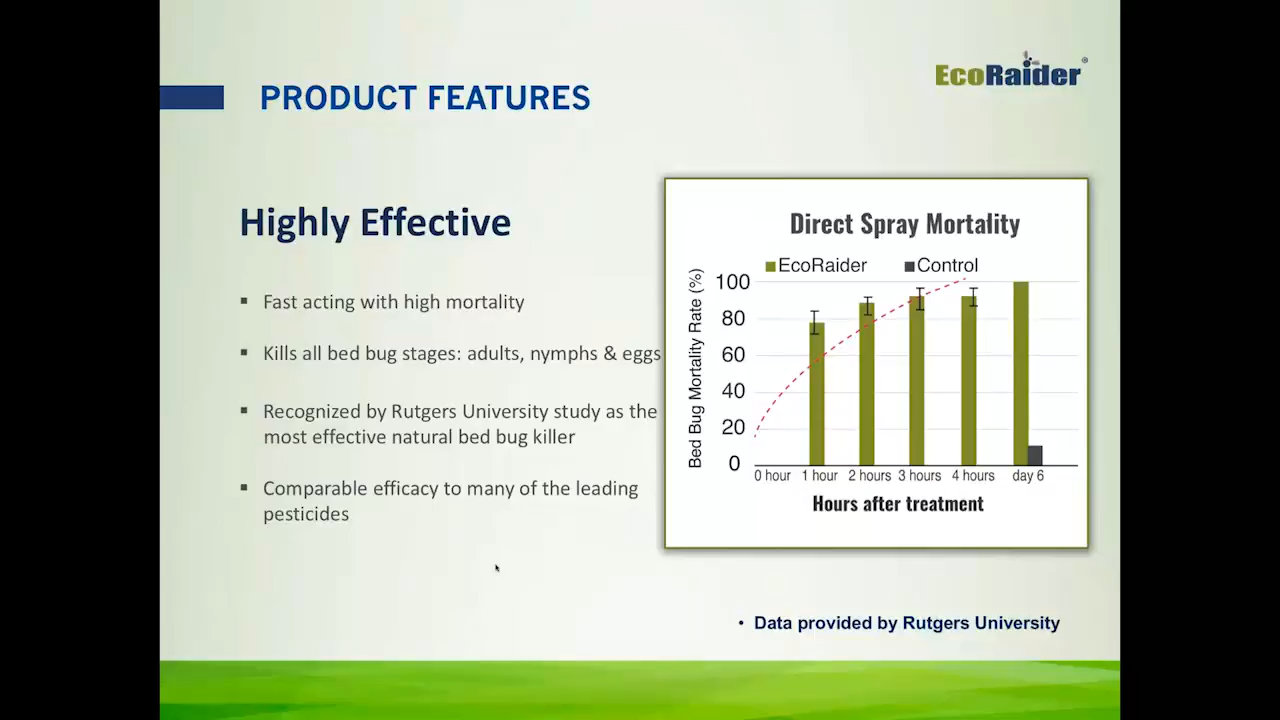 EcoRaider®
PRODUCT FEATURES
Highly Effective
▪ Fast acting with high mortality
▪ Kills all bed bug stages: adults, nymphs & eggs
▪ Recognized by Rutgers University study as the
most effective natural bed bug killer
▪ Comparable efficacy to many of the leading
pesticides
Direct Spray Mortality
EcoRaider Control
Bed Bug Mortality Rate (%)
100
80
60
40
20
0
0 hour 1 hour 2 hours 3 hours 4 hours day 6
Hours after treatment
• Data provided by Rutgers University